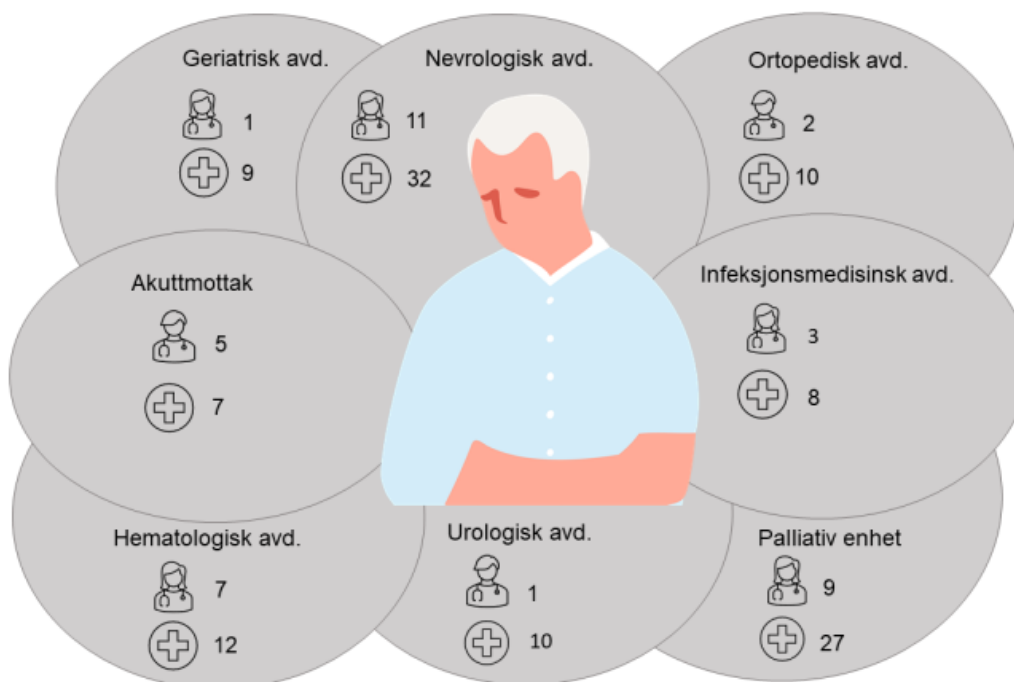 Geriatrisk avd.
1
9
Nevrologisk avd.
11
32
Ortopedisk avd.
2
10
Akuttmottak
5
7
Infeksjonsmedisinsk avd.
3
8
Hematologisk avd.
7
12
Urologisk avd.
1
10
Palliativ enhet
9
27